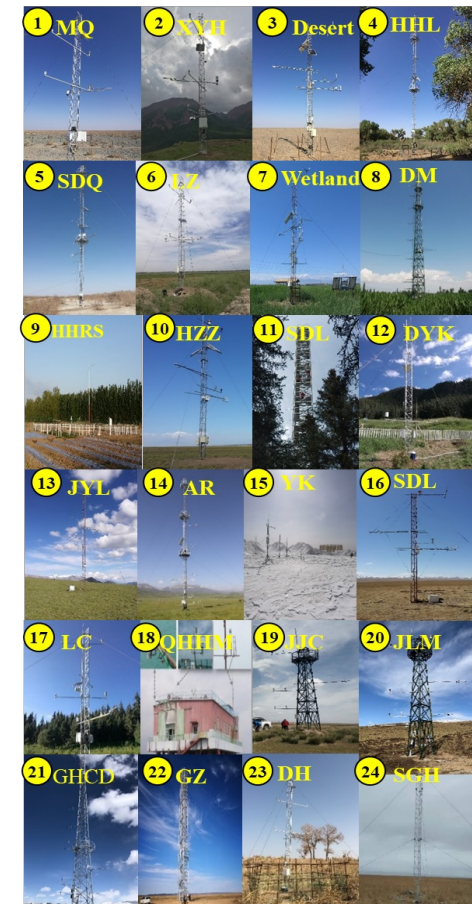 1 MQ
2 XYH
3 Desert
4 HHL
5 SDQ
6 LZ
7 Wetland
8 DM
9 HHRS
10 HZZ
11 SDL
12 DYK
13 JYL
14 AR
15 YK
16 SDL
17 LC
18 QHHM
19 JJC
20 JLM
21 GHCD
22 GZ
23 DH
24 SGH